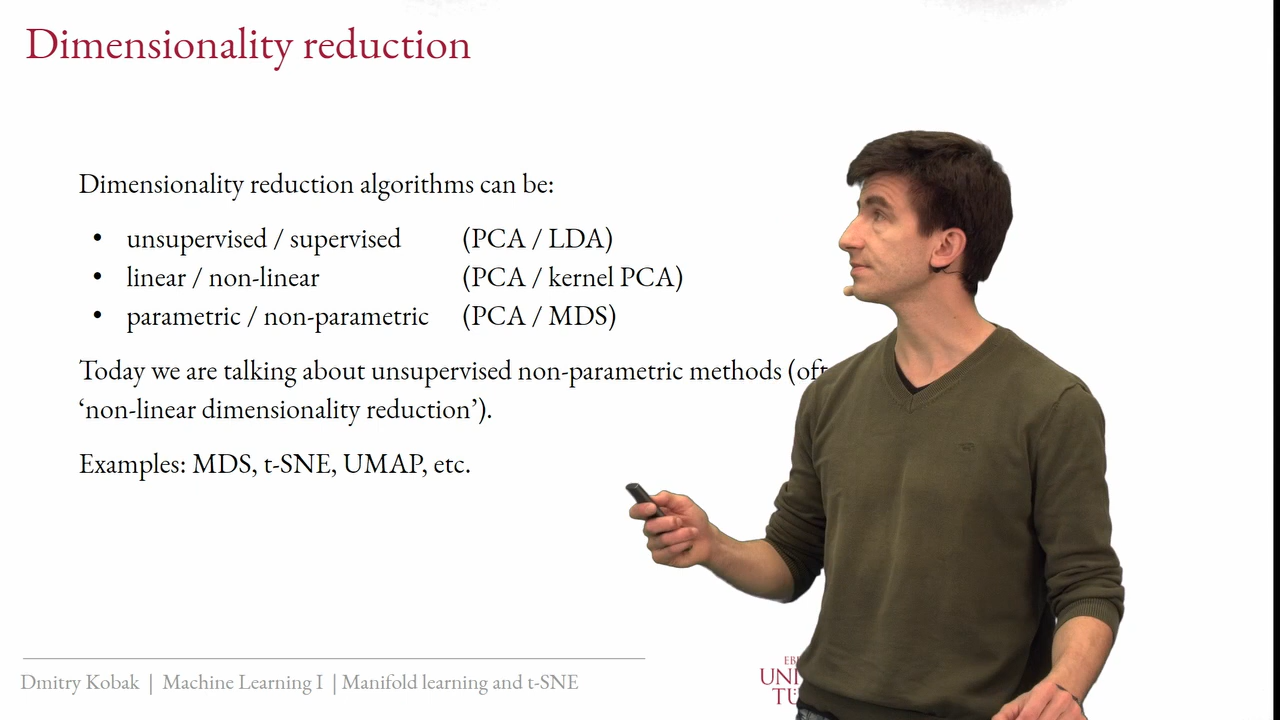 Dimensionality reduction
Dimensionality reduction algorithms can be:
• unsupervised / supervised (PCA / LDA)
• linear / non-linear (PCA / kernel PCA)
• parametric / non-parametric (PCA / MDS)
Today we are talking about unsupervised non-parametric methods
‘non-linear dimensionality reduction’).
Examples: MDS, t-SNE, UMAP, etc.
Dmitry Kobak | Machine Learning I | Manifold learning and t-SNE